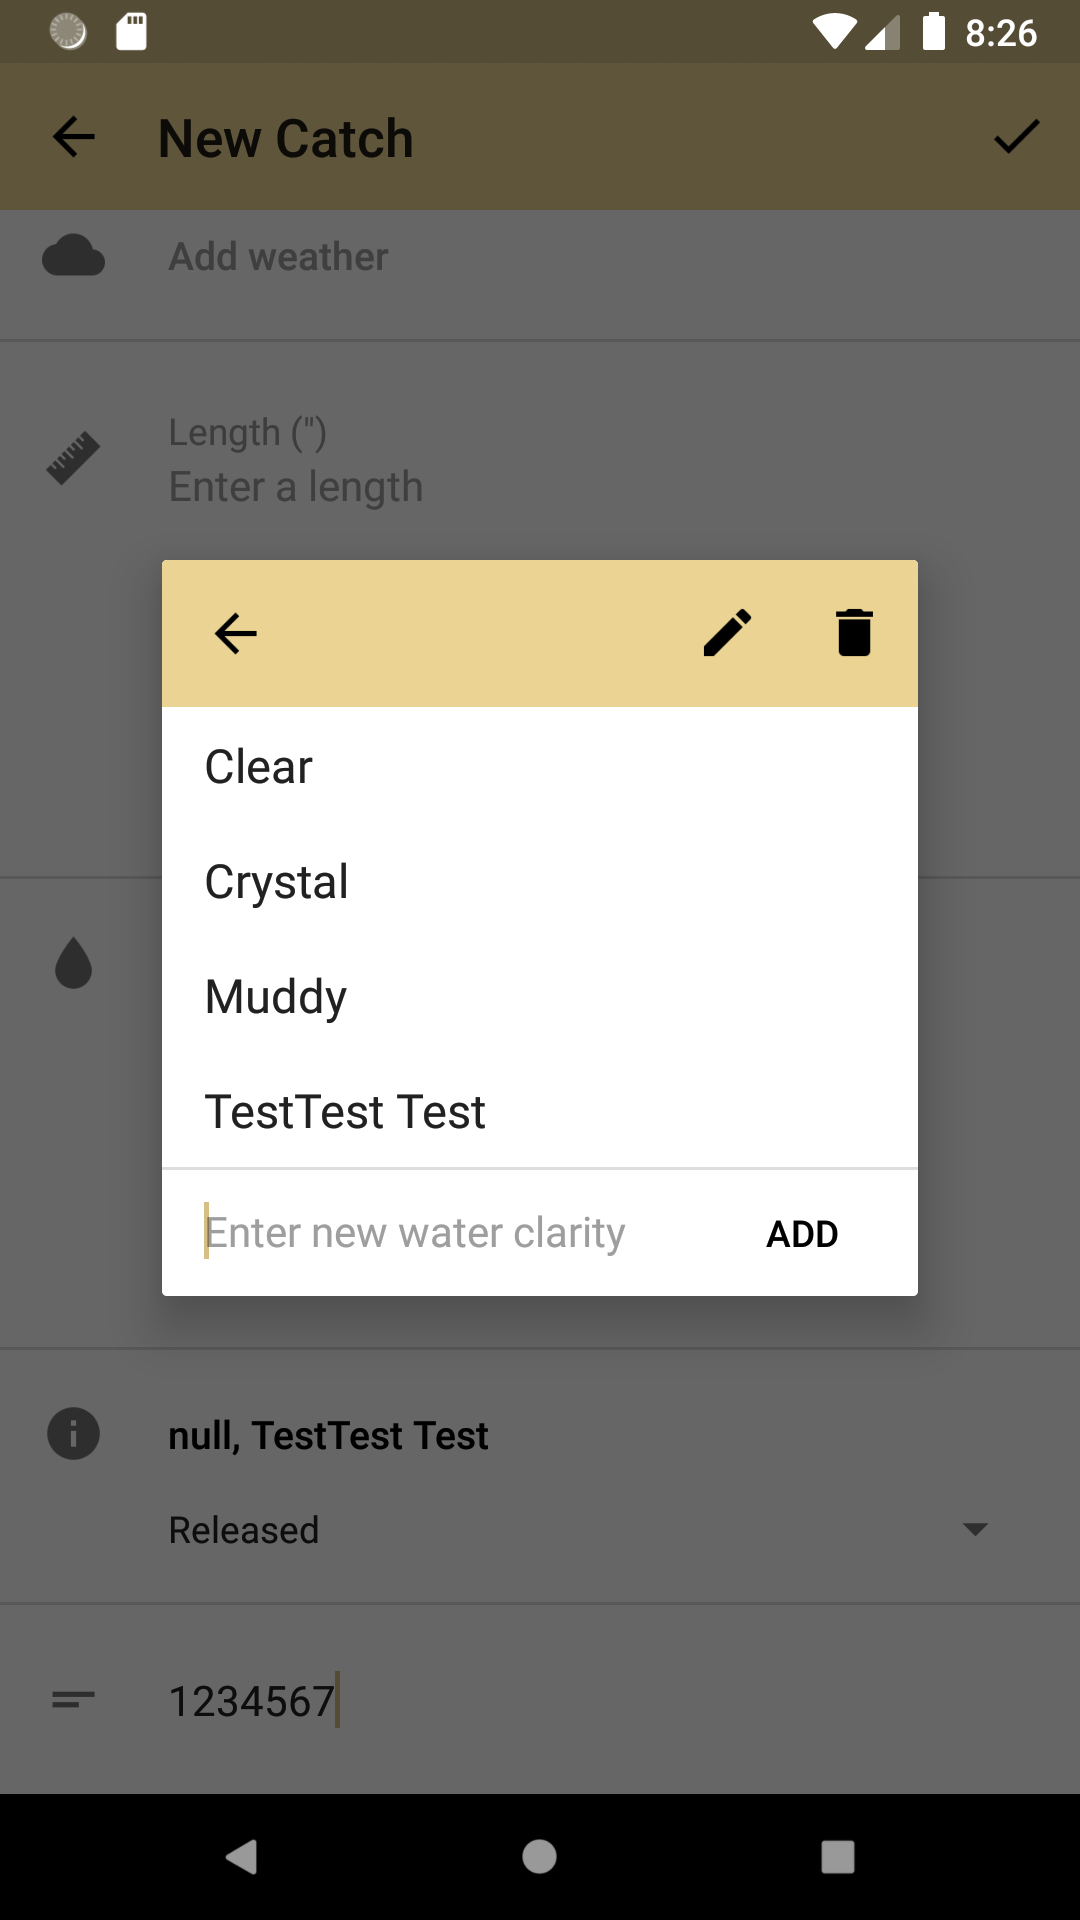 8:26
New Catch
Add weather
Length (")
Enter a length
Clear
Crystal
Muddy
TestTest Test
Enter new water clarity
ADD
null, TestTest Test
Released
1234567